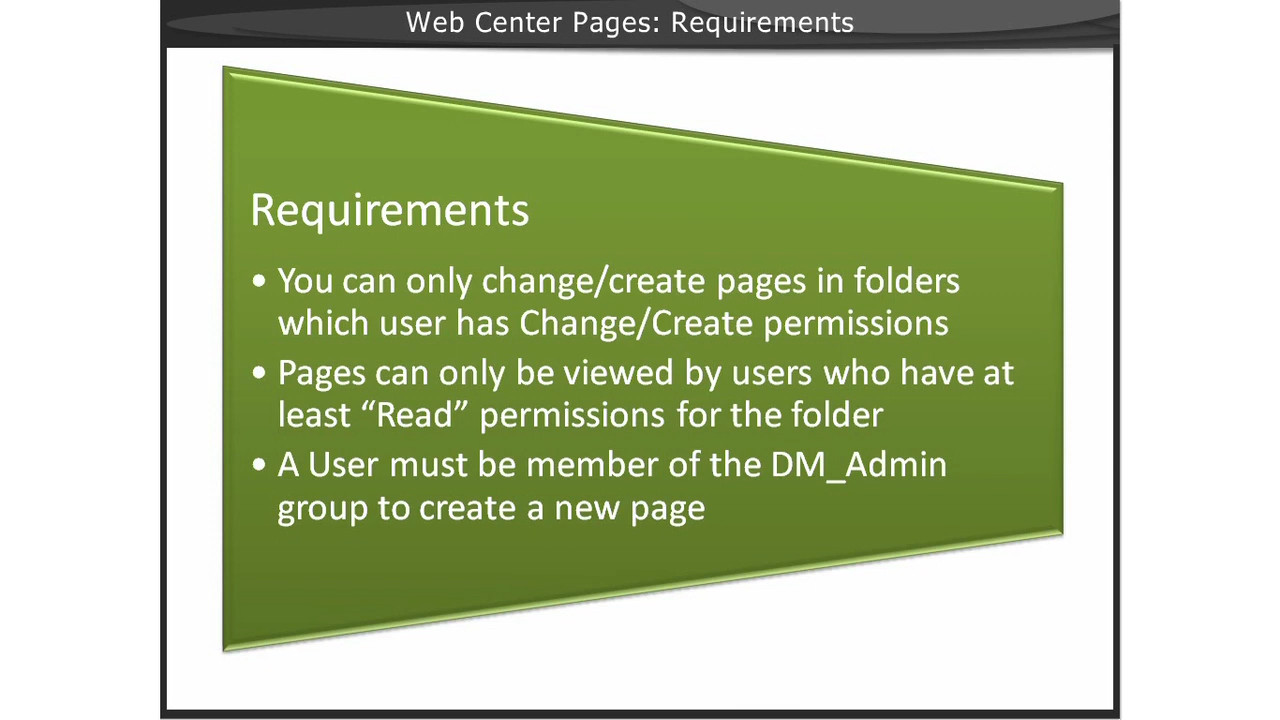 Web Center Pages: Requirements
Requirements
• You can only change/create pages in folders
which user has Change/Create permissions
• Pages can only be viewed by users who have at
least “Read” permissions for the folder
• A User must be member of the DM_Admin
group to create a new page